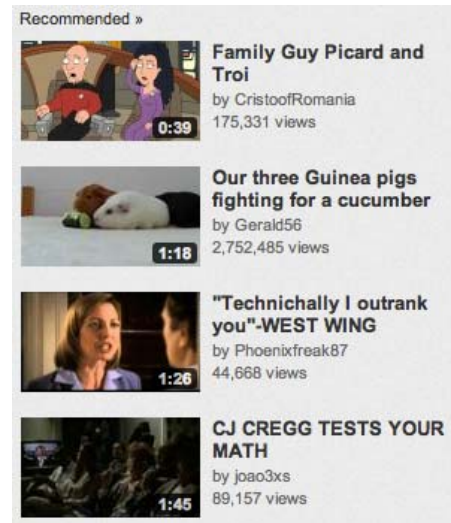 Recommended »
Family Guy Picard and
Troi
by CristoofRomania
175,331 views
0:39
Our three Guinea pigs
fighting for a cucumber
by Gerald56
2,752,485 views
1:18
"Technichally I outrank
you"-WEST WING
by Phoenixfreak87
44,668 views
1:26
CJ CREGG TESTS YOUR
MATH
by joao3xs
89,157 views
1:45